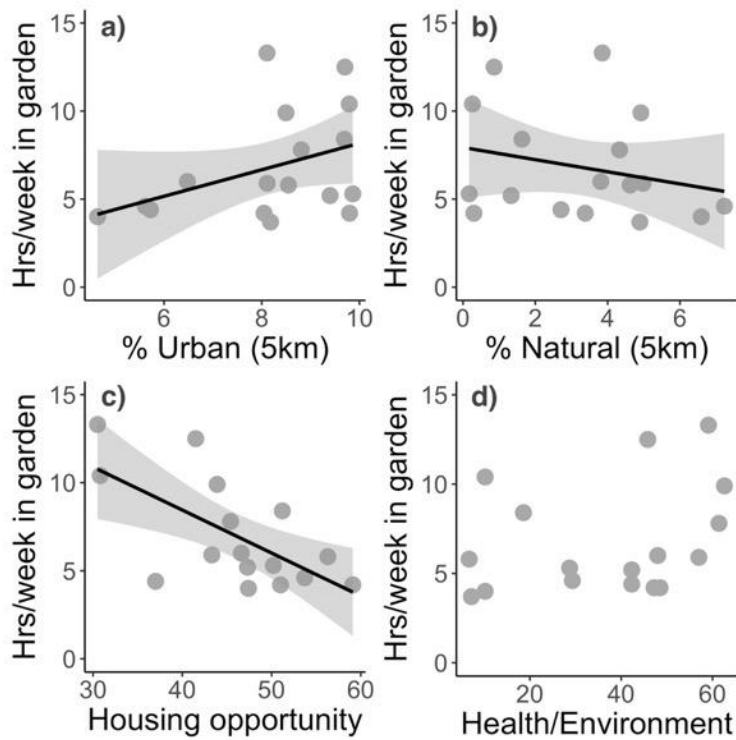 a)
Hrs/week in garden
15
10
5
0
6
8
10
% Urban (5km)
b)
Hrs/week in garden
15
10
5
0
0
2
4
6
% Natural (5km)
c)
Hrs/week in garden
15
10
5
0
30
40
50
60
Housing opportunity
d)
Hrs/week in garden
15
10
5
0
20
40
60
Health/Environment